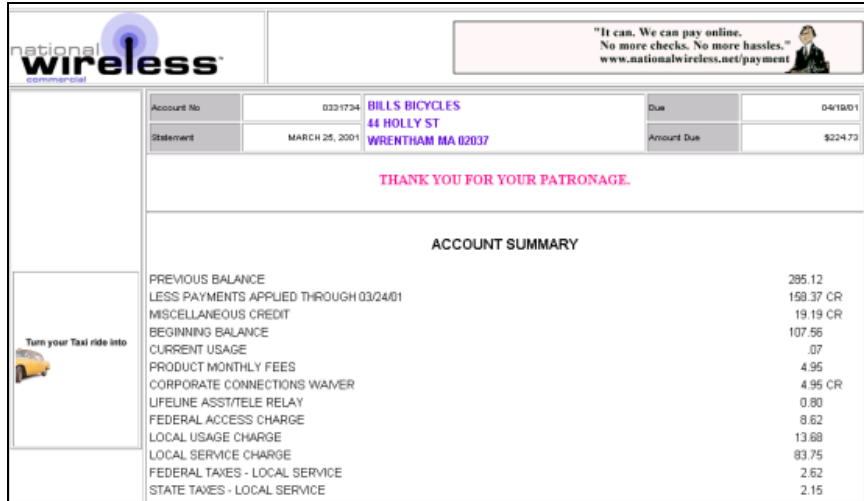 national
wireless
commercial
"It can. We can pay online.
No more checks. No more hassles."
www.nationalwireless.net/payment
Account No 0331734
Statement MARCH 25, 2001
BILLS BICYCLES
44 HOLLY ST
WRENTHAM MA 02037
Due 04/19/01
Amount Due $224.73
THANK YOU FOR YOUR PATRONAGE.
ACCOUNT SUMMARY
PREVIOUS BALANCE 285.12
LESS PAYMENTS APPLIED THROUGH 03/24/01 158.37 CR
MISCELLANEOUS CREDIT 19.19 CR
BEGINNING BALANCE 107.56
CURRENT USAGE .07
PRODUCT MONTHLY FEES 4.95
CORPORATE CONNECTIONS WAIVER 4.95 CR
LIFELINE ASST/TELE RELAY 0.80
FEDERAL ACCESS CHARGE 8.62
LOCAL USAGE CHARGE 13.68
LOCAL SERVICE CHARGE 83.75
FEDERAL TAXES - LOCAL SERVICE 2.62
STATE TAXES - LOCAL SERVICE 2.15
Turn your Taxi ride into